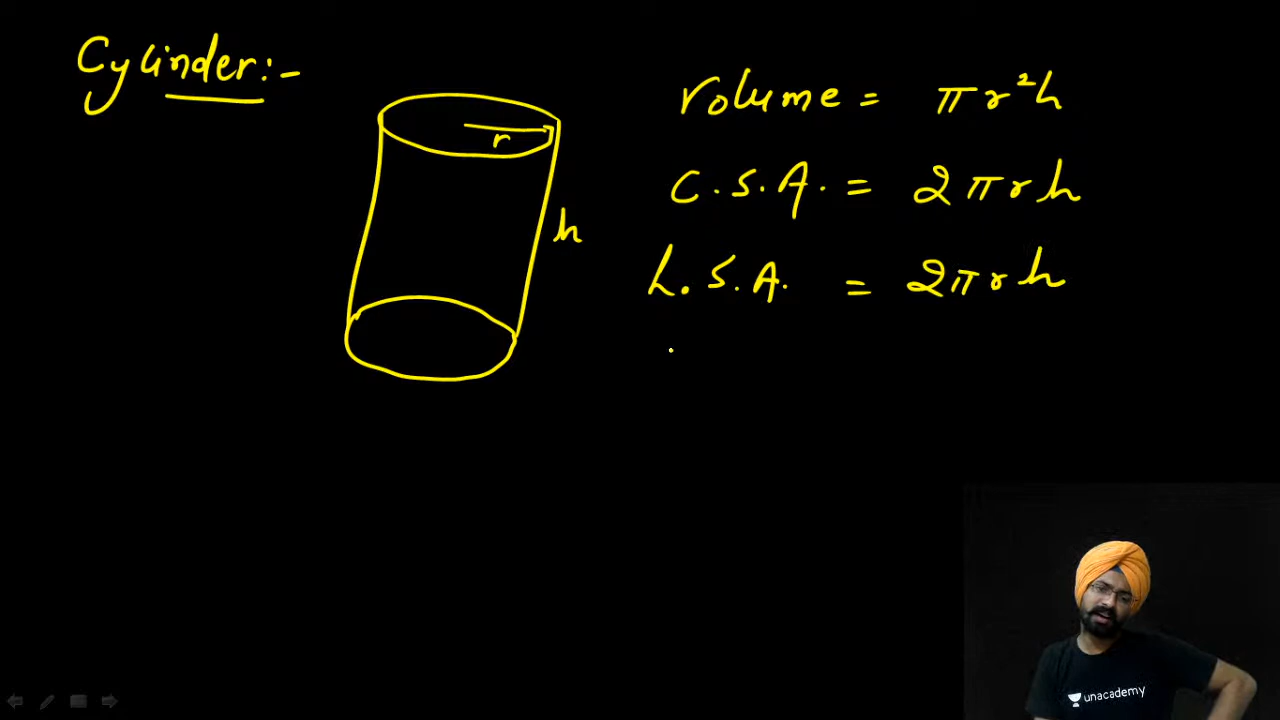 Cylinder:-
r
h
Volume = πr²h
C.S.A. = 2πrh
L.S.A. = 2πrh
unacademy